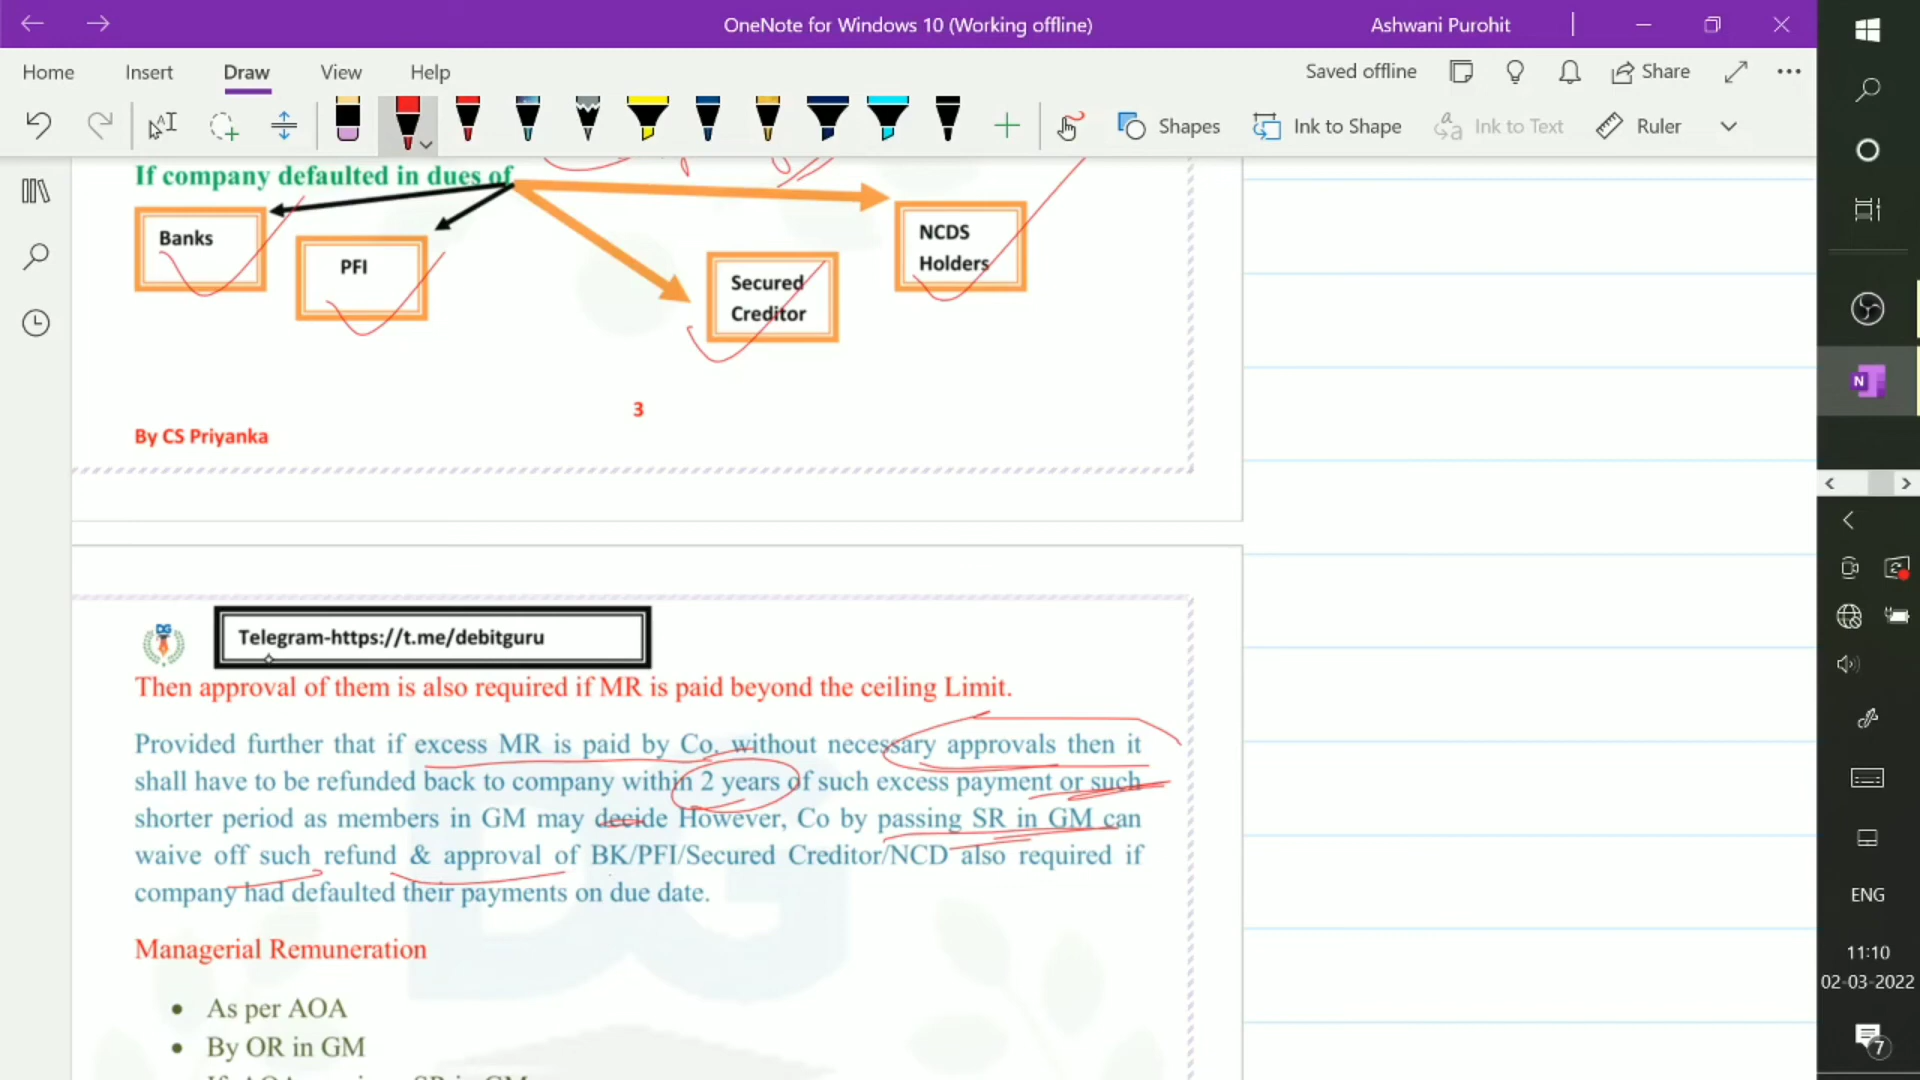 OneNote for Windows 10 (Working offline)
Ashwani Purohit
Home Insert Draw View Help
Saved offline
Share
Shapes
Ink to Shape
Ink to Text
Ruler
If company defaulted in dues of
Banks
PFI
Secured
Creditor
NCDS
Holders
3
By CS Priyanka
DG
Telegram-https://t.me/debitguru
Then approval of them is also required if MR is paid beyond the ceiling Limit.
Provided further that if excess MR is paid by Co. without necessary approvals then it
shall have to be refunded back to company within 2 years of such excess payment or such
shorter period as members in GM may decide However, Co by passing SR in GM can
waive off such refund & approval of BK/PFI/Secured Creditor/NCD also required if
company had defaulted their payments on due date.
Managerial Remuneration
• As per AOA
• By OR in GM
N
ENG
11:10
02-03-2022
7